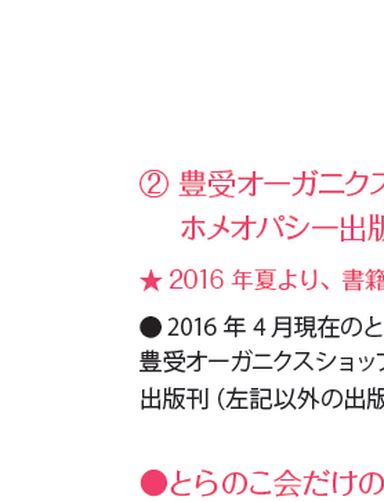 ② 豊受オーガニクス
ホメオパシー出版
★ 2016 年夏より、書籍
● 2016 年 4 月現在のと
豊受オーガニクスショップ
出版刊（左記以外の出版
●とらのこ会だけの